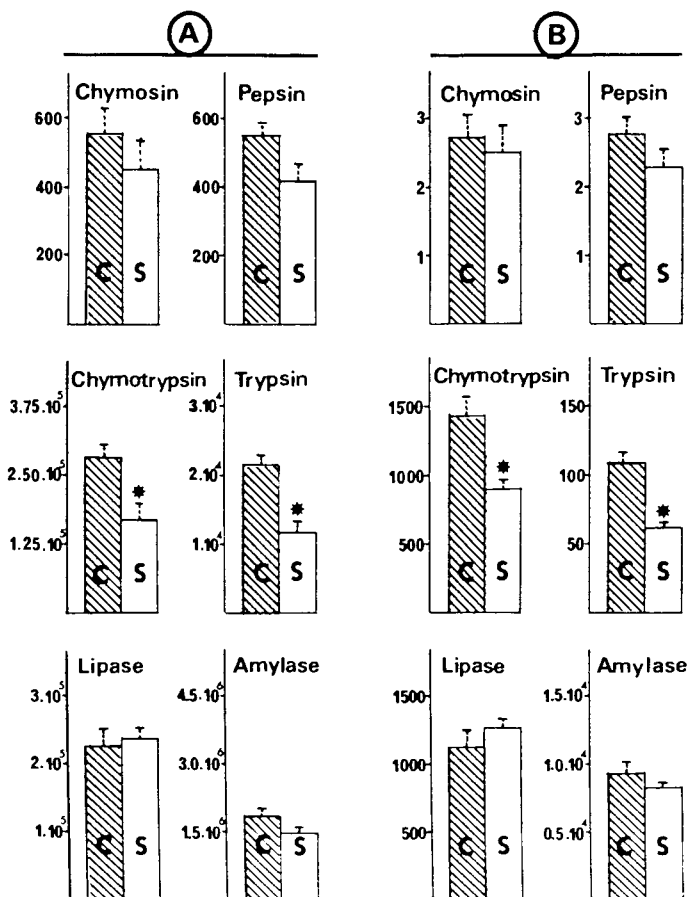 A B
Chymosin Pepsin Chymosin Pepsin
600 600 3 3
400 400 2 2
200 200 1 1
C S C S C S C S
Chymotrypsin Trypsin Chymotrypsin Trypsin
3.75.10⁵ 3.10⁴ 1500 150
2.50.10⁵ 2.10⁴ 1000 100
* * * *
1.25.10⁵ 1.10⁴ 500 50
C S C S C S C S
Lipase Amylase Lipase Amylase
3.10⁵ 4.5.10⁶ 1500 1.5.10⁴
2.10⁵ 3.0.10⁶ 1000 1.0.10⁴
1.10⁵ 1.5.10⁶ 500 0.5.10⁴
C S C S C S C S